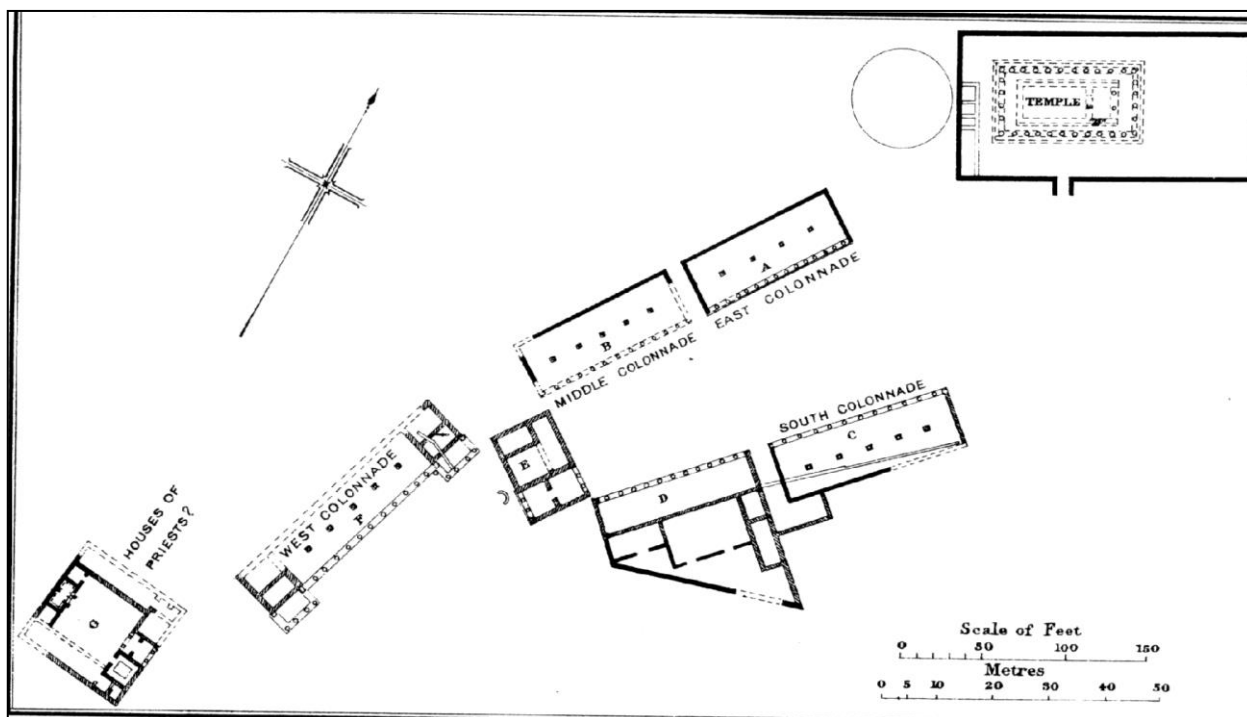 TEMPLE
A
EAST COLONNADE
B
MIDDLE COLONNADE
SOUTH COLONNADE
C
E
D
WEST COLONNADE
F
HOUSES OF
PRIESTS?
G
Scale of Feet
0 50 100 150
Metres
0 5 10 20 30 40 50